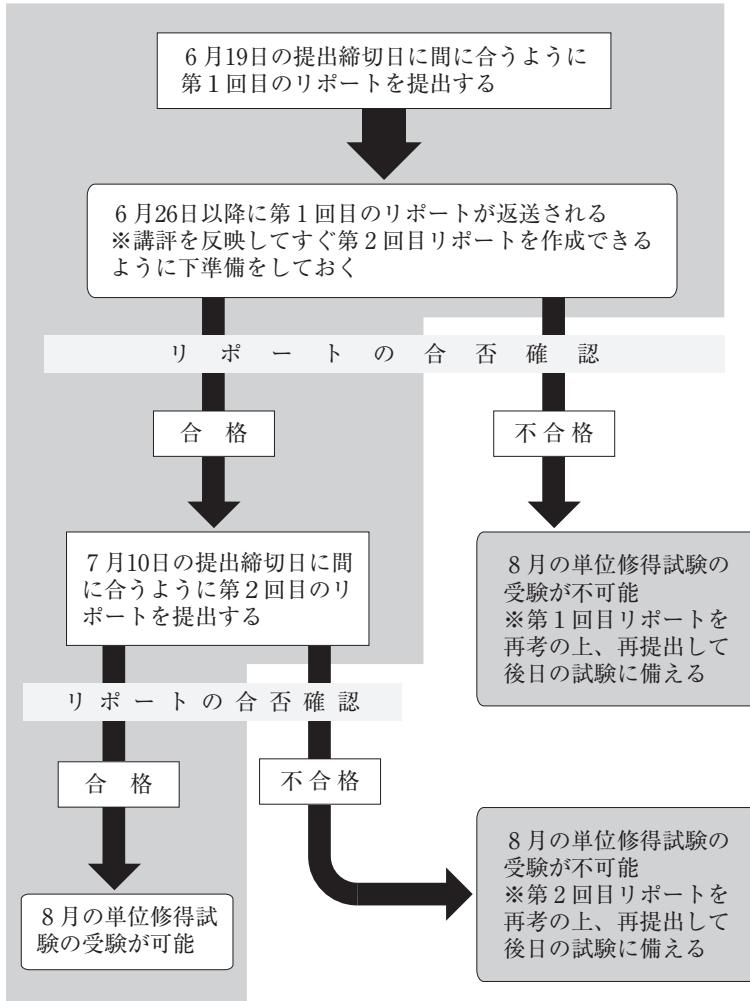 ６月19日の提出締切日に間に合うように
第１回目のリポートを提出する
６月26日以降に第１回目のリポートが返送される
※講評を反映してすぐ第２回目リポートを作成できる
ように下準備をしておく
リポートの合否確認
合格
不合格
７月10日の提出締切日に間
に合うように第２回目のリ
ポートを提出する
８月の単位修得試験の
受験が不可能
※第１回目リポートを
再考の上、再提出して
後日の試験に備える
リポートの合否確認
合格
不合格
８月の単位修得試
験の受験が可能
８月の単位修得試験の
受験が不可能
※第２回目リポートを
再考の上、再提出して
後日の試験に備える